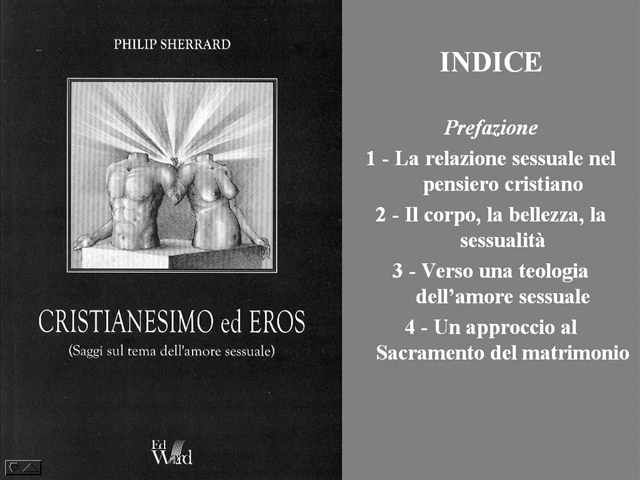 PHILIP SHERRARD
CRISTIANESIMO ed EROS
(Saggi sul tema dell'amore sessuale)
Ed
Word
INDICE
Prefazione
1 - La relazione sessuale nel
pensiero cristiano
2 - Il corpo, la bellezza, la
sessualità
3 - Verso una teologia
dell'amore sessuale
4 - Un approccio al
Sacramento del matrimonio